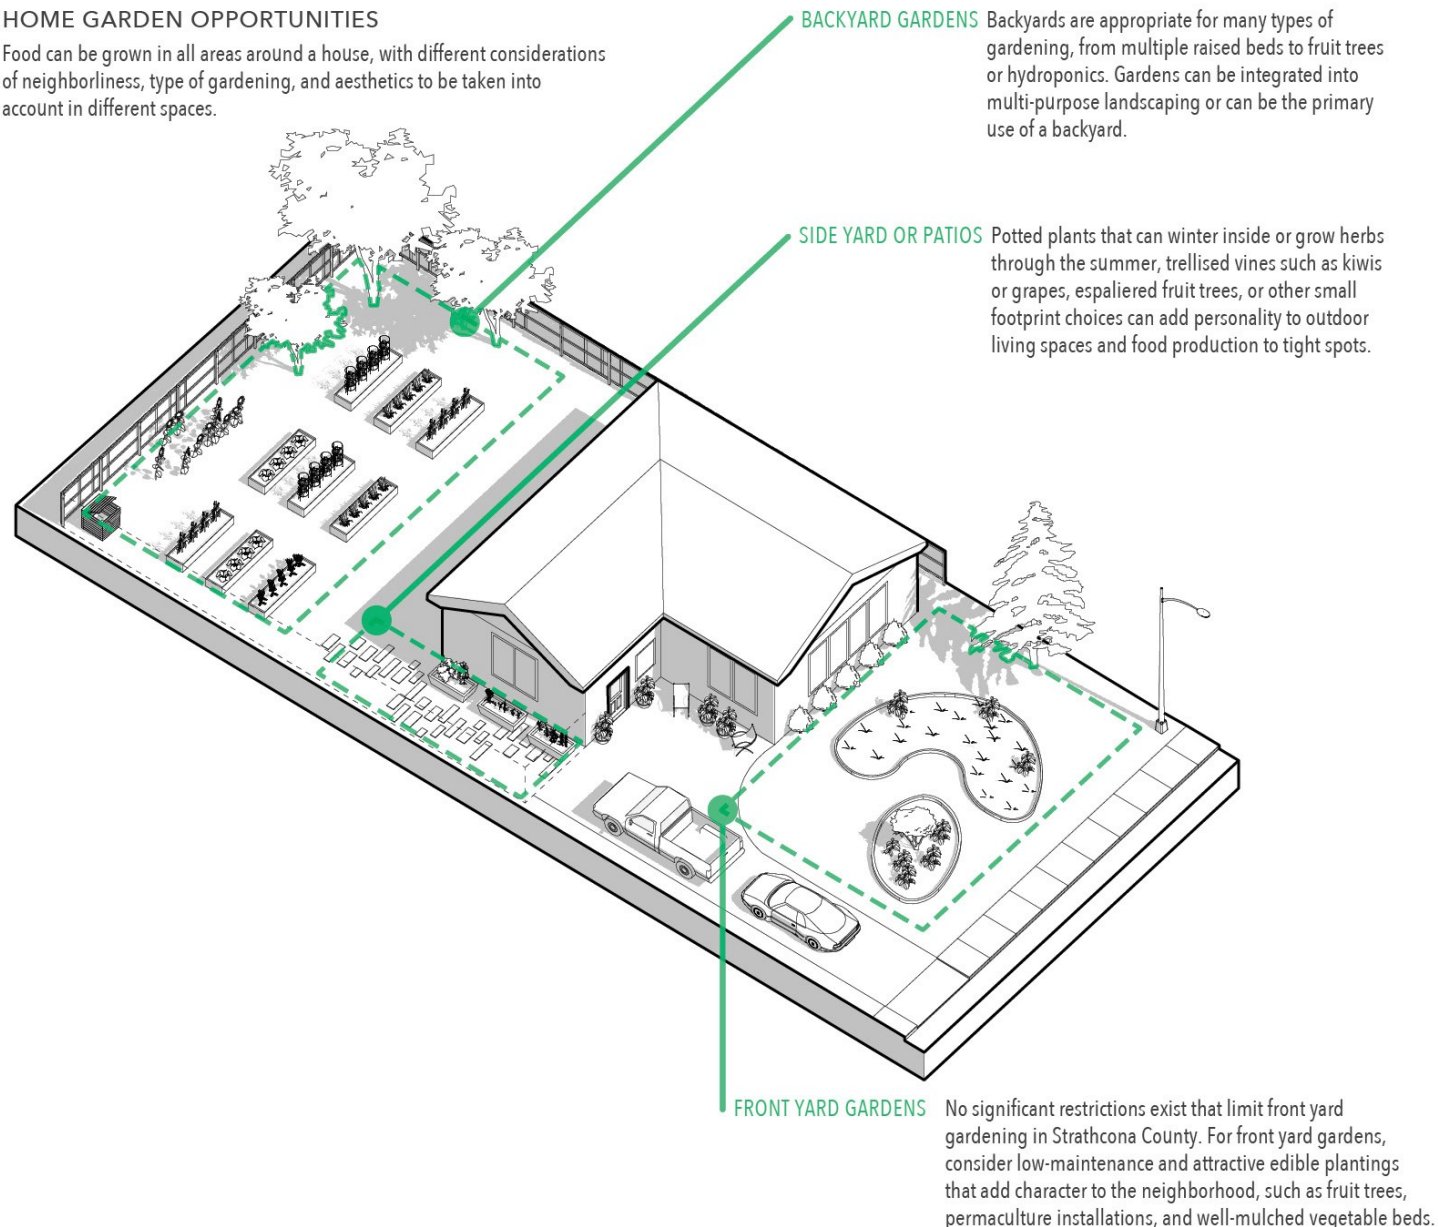 HOME GARDEN OPPORTUNITIES
Food can be grown in all areas around a house, with different considerations
of neighborliness, type of gardening, and aesthetics to be taken into
account in different spaces.
BACKYARD GARDENS
Backyards are appropriate for many types of
gardening, from multiple raised beds to fruit trees
or hydroponics. Gardens can be integrated into
multi-purpose landscaping or can be the primary
use of a backyard.
SIDE YARD OR PATIOS
Potted plants that can winter inside or grow herbs
through the summer, trellised vines such as kiwis
or grapes, espaliered fruit trees, or other small
footprint choices can add personality to outdoor
living spaces and food production to tight spots.
FRONT YARD GARDENS
No significant restrictions exist that limit front yard
gardening in Strathcona County. For front yard gardens,
consider low-maintenance and attractive edible plantings
that add character to the neighborhood, such as fruit trees,
permaculture installations, and well-mulched vegetable beds.